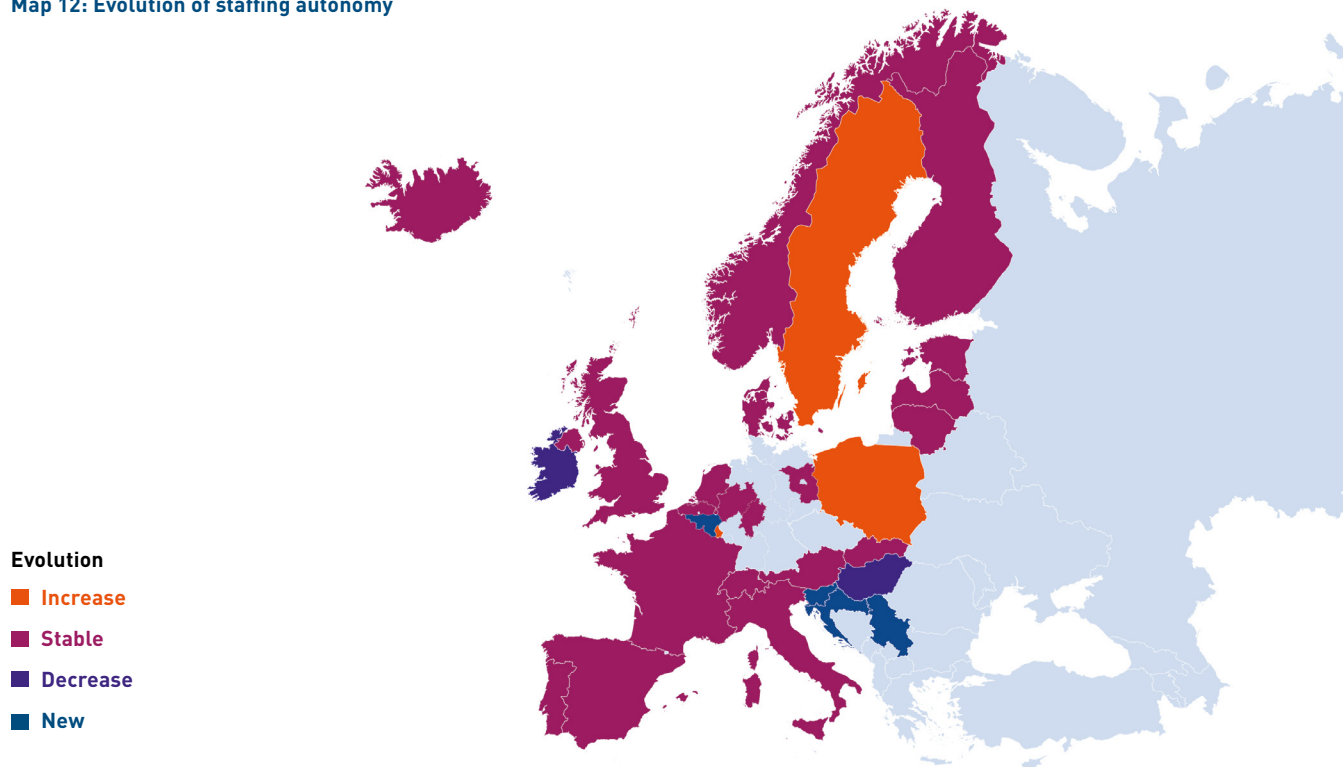 Map 12: Evolution of staffing autonomy
Evolution
Increase
Stable
Decrease
New